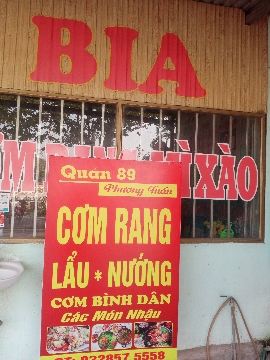 BIA
MÌ XÀO
Quán 89
Phương Tuấn
CƠM RANG
LẨU * NƯỚNG
CƠM BÌNH DÂN
Các Món Nhậu